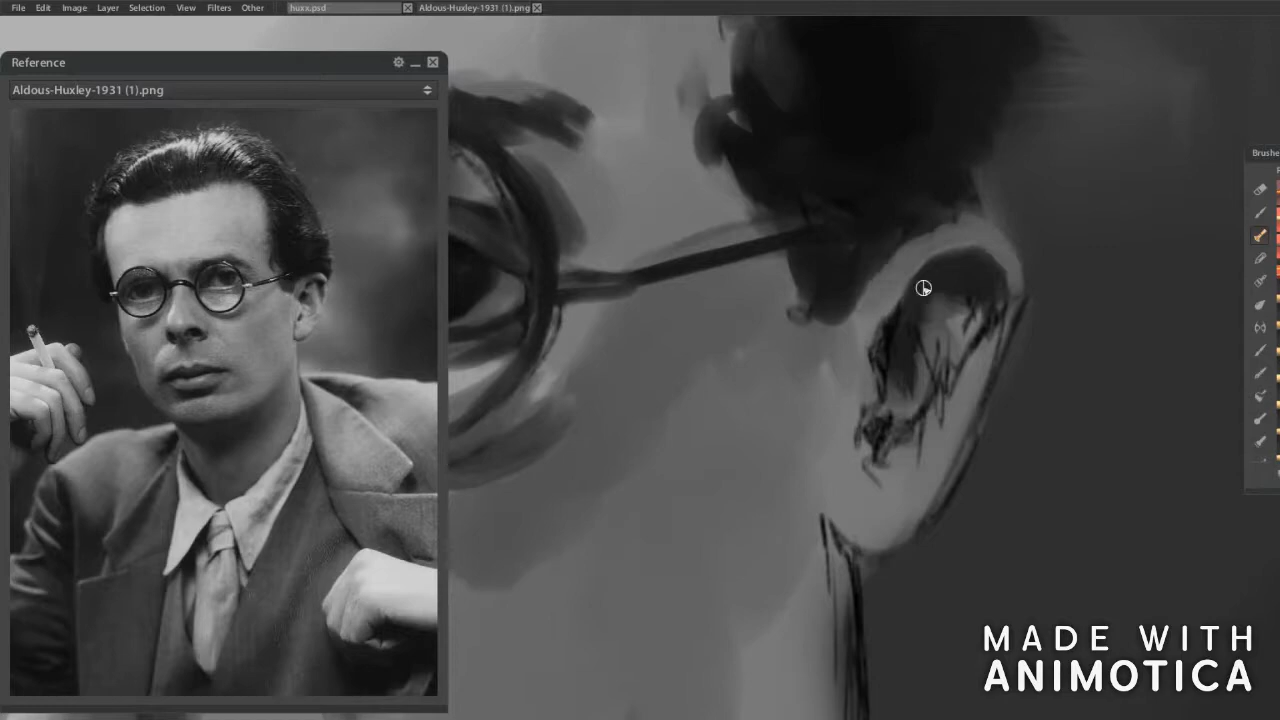 File Edit Image Layer Selection View Filters Other huxx.psd Aldous-Huxley-1931 (1).png
Reference
Aldous-Huxley-1931 (1).png
Brushe
MADE WITH
ANIMOTICA